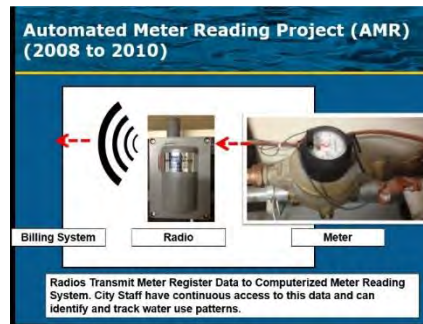 Automated Meter Reading Project (AMR)
(2008 to 2010)
Billing System
Radio
Meter
Radios Transmit Meter Register Data to Computerized Meter Reading
System. City Staff have continuous access to this data and can
identify and track water use patterns.